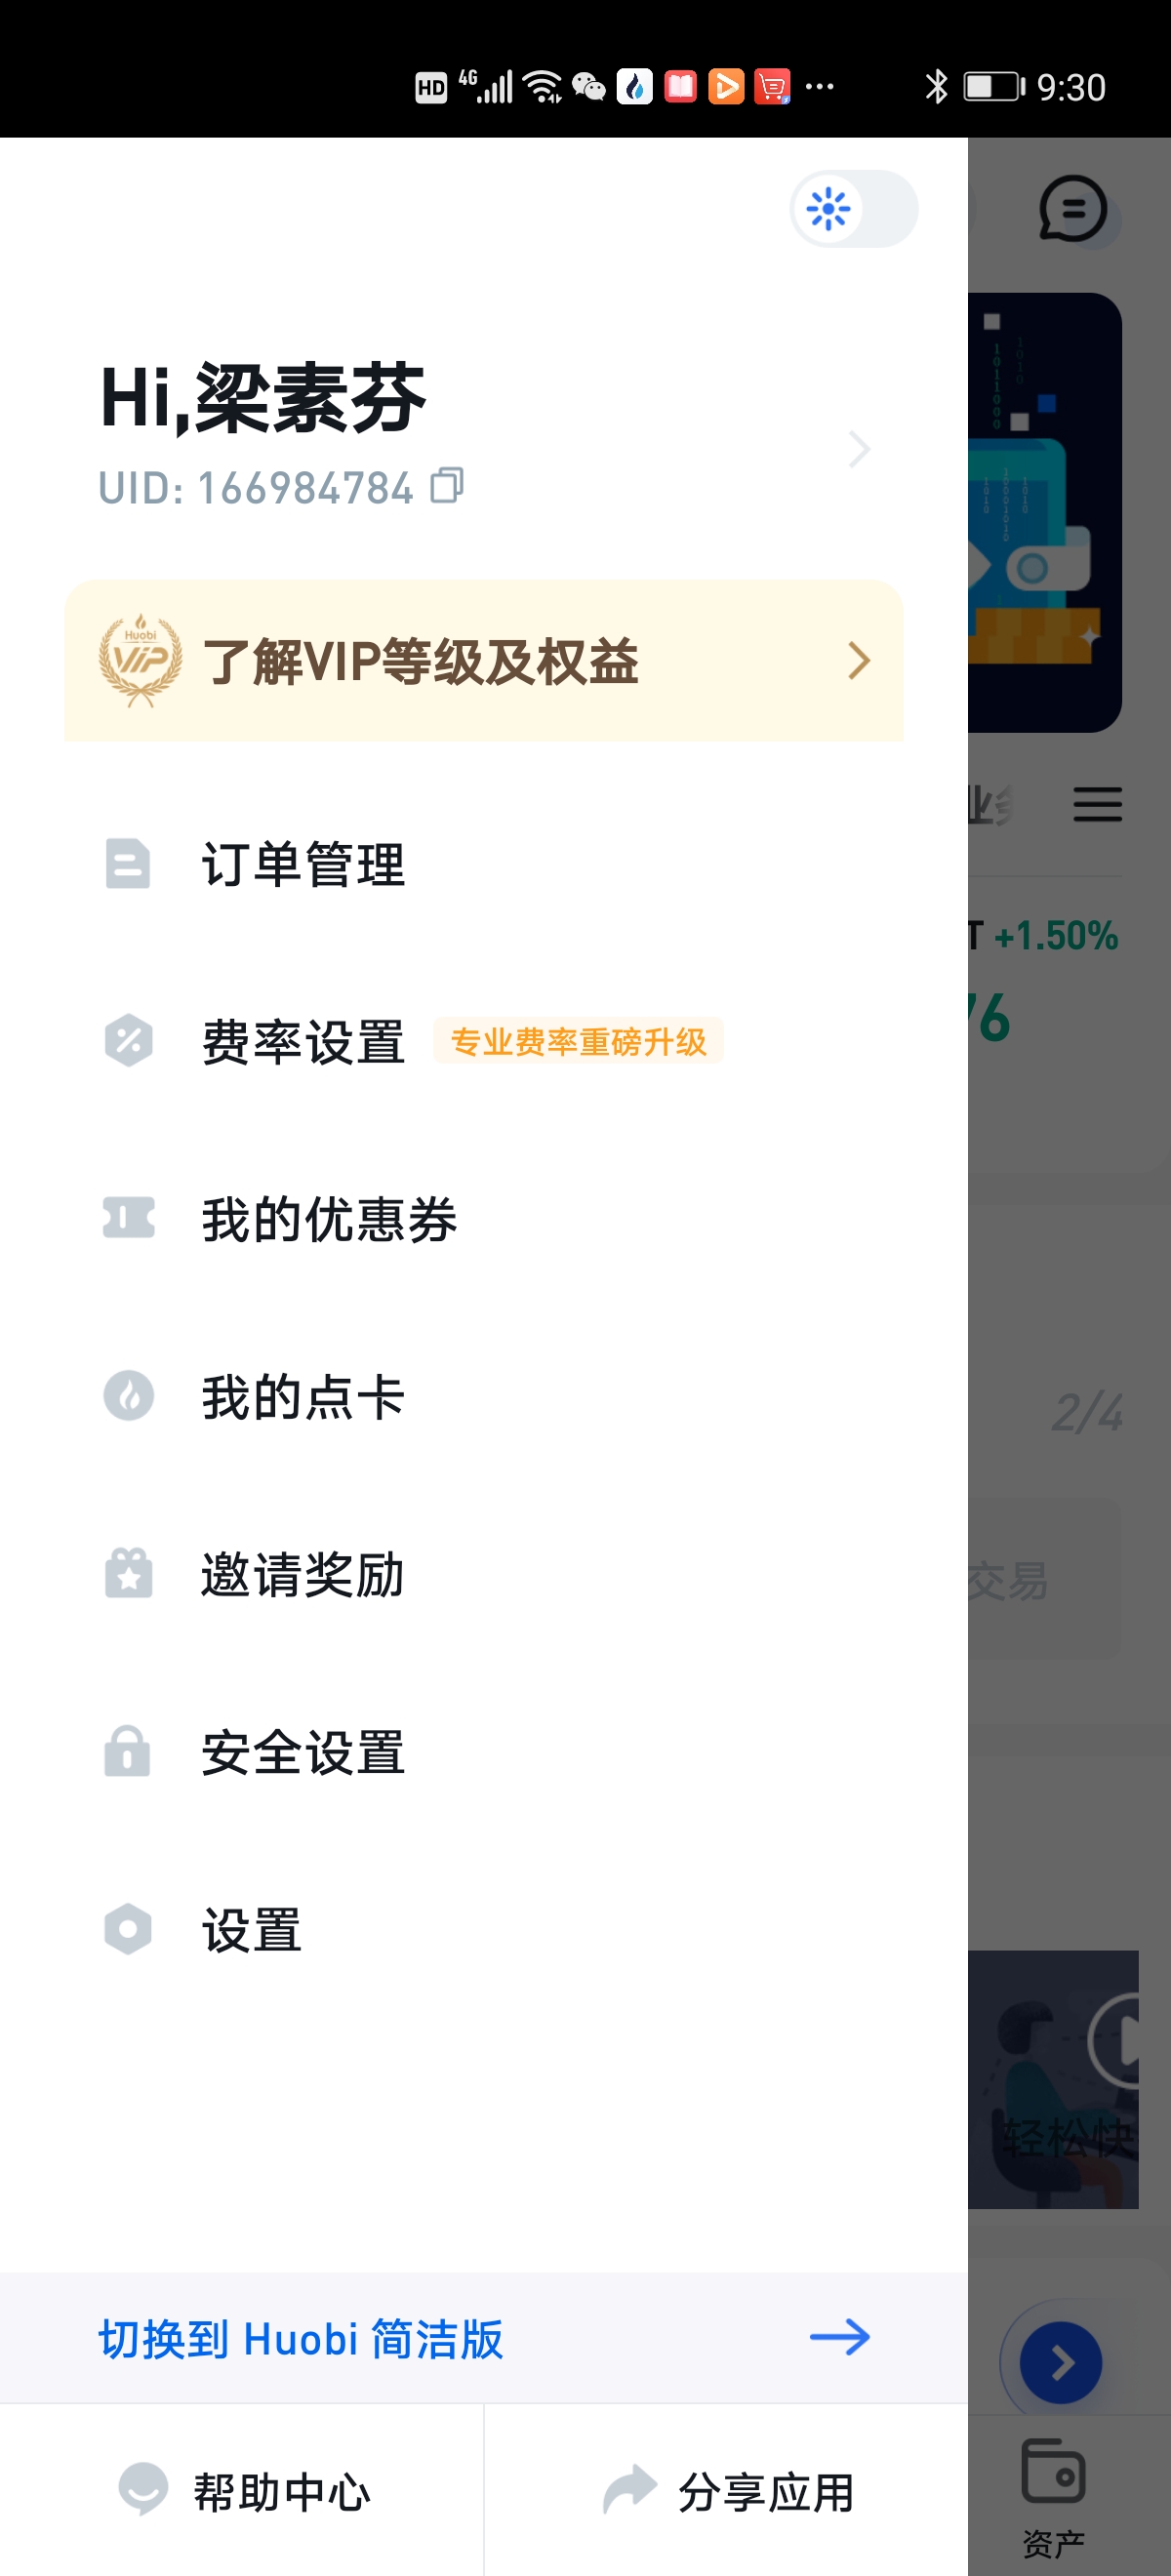 HD 4G 9:30
Hi,梁素芬
UID: 166984784
Huobi
VIP
了解VIP等级及权益
订单管理
费率设置 专业费率重磅升级
T +1.50%
76
我的优惠券
我的点卡
2/4
邀请奖励
交易
安全设置
设置
轻松快
切换到 Huobi 简洁版
帮助中心
分享应用
资产